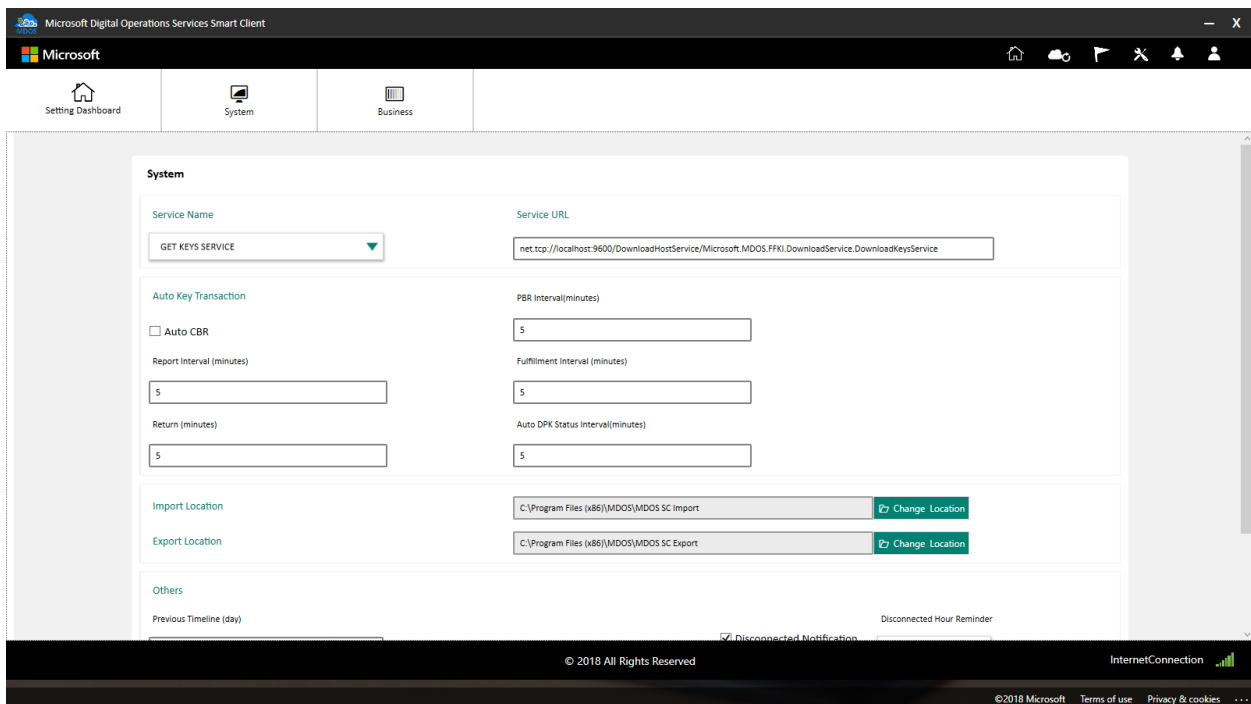 MDOS
Microsoft Digital Operations Services Smart Client
X
Microsoft
Setting Dashboard
System
Business
System
Service Name
Service URL
GET KEYS SERVICE
net.tcp://localhost:9600/DownloadHostService/Microsoft.MDOS.FFKI.DownloadService.DownloadKeysService
Auto Key Transaction
PBR Interval(minutes)
Auto CBR
5
Report Interval (minutes)
Fulfillment Interval (minutes)
5
5
Return (minutes)
Auto DPK Status Interval(minutes)
5
5
Import Location
C:\Program Files (x86)\MDOS\MDOS SC Import
Change Location
Export Location
C:\Program Files (x86)\MDOS\MDOS SC Export
Change Location
Others
Previous Timeline (day)
Disconnected Hour Reminder
Disconnected Notification
© 2018 All Rights Reserved
InternetConnection
©2018 Microsoft Terms of use Privacy & cookies ...